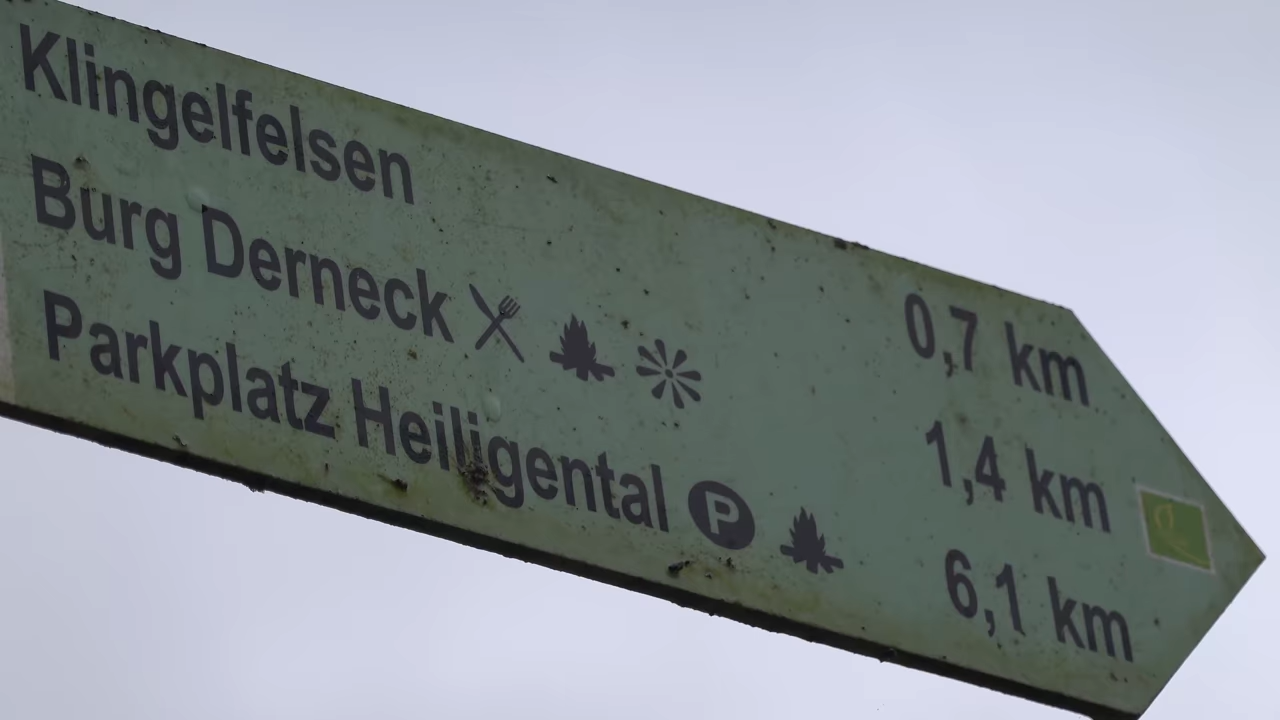 Klingelfelsen 0,7 km
Burg Derneck 1,4 km
Parkplatz Heiligental P 6,1 km